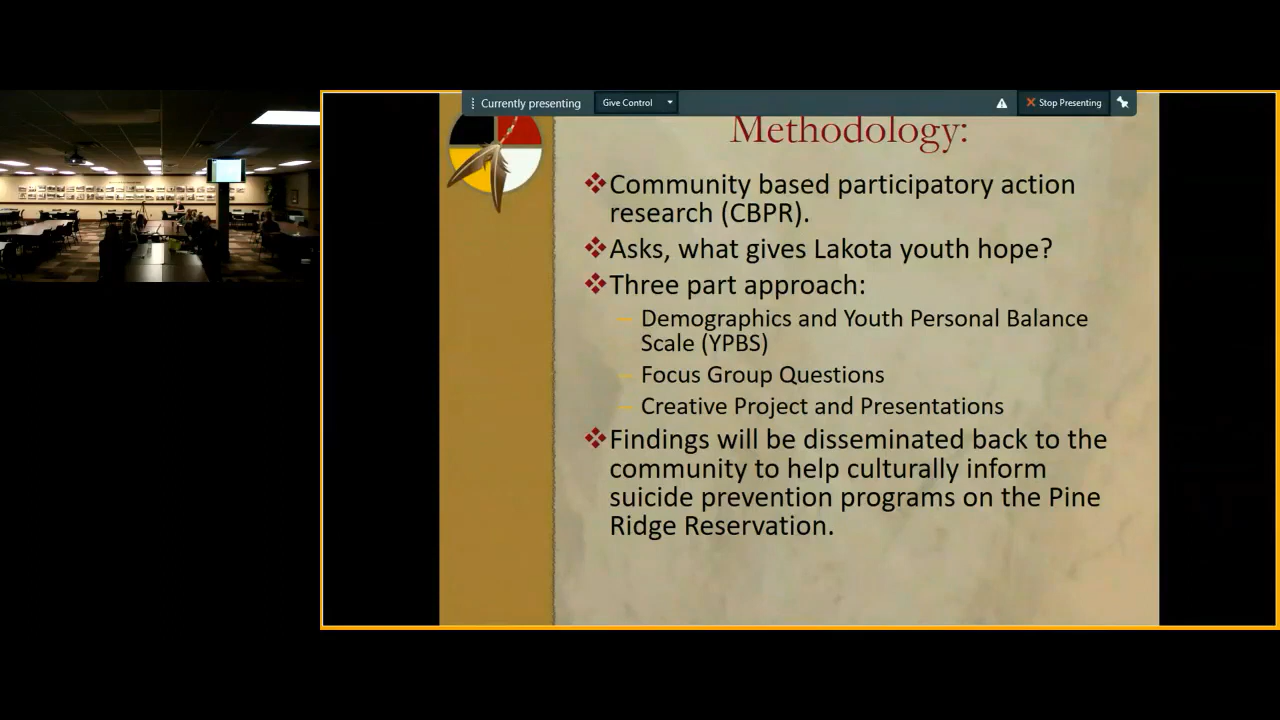 Currently presenting
Give Control
Stop Presenting
Methodology:
Community based participatory action
research (CBPR).
Asks, what gives Lakota youth hope?
Three part approach:
– Demographics and Youth Personal Balance
Scale (YPBS)
– Focus Group Questions
– Creative Project and Presentations
Findings will be disseminated back to the
community to help culturally inform
suicide prevention programs on the Pine
Ridge Reservation.